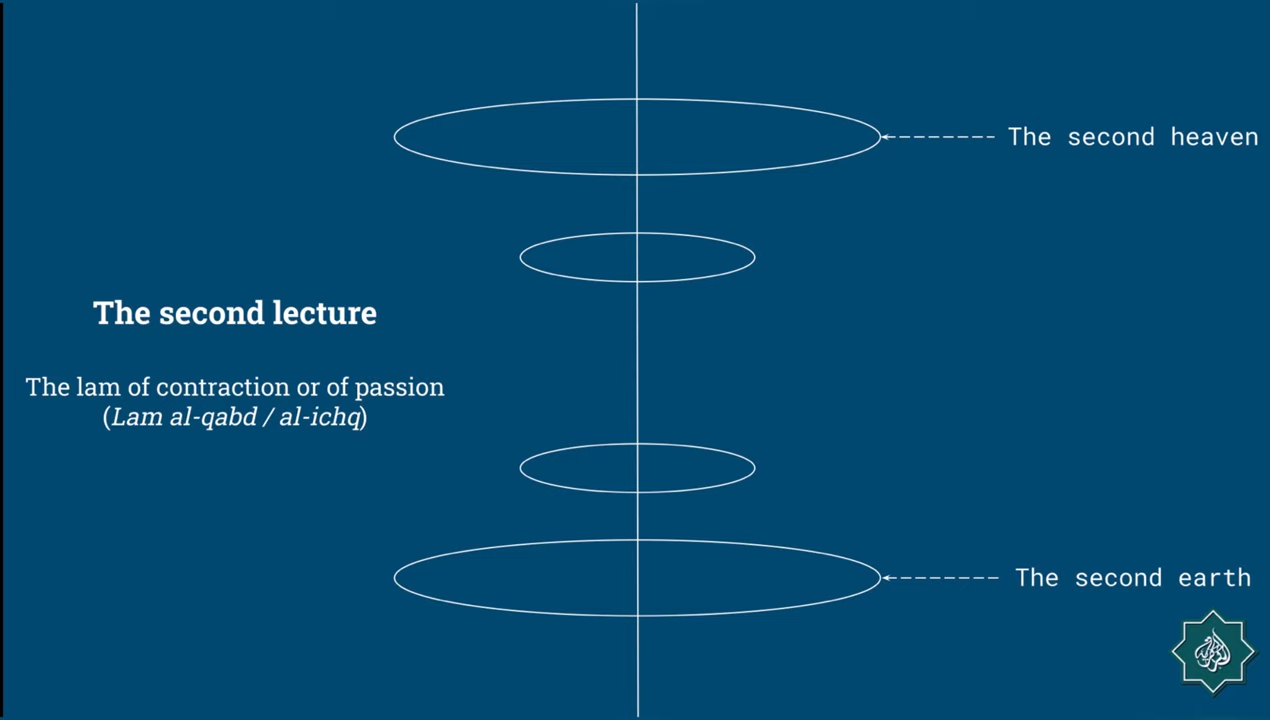 The second heaven
The second lecture
The lam of contraction or of passion
(Lam al-qabd / al-ichq)
The second earth